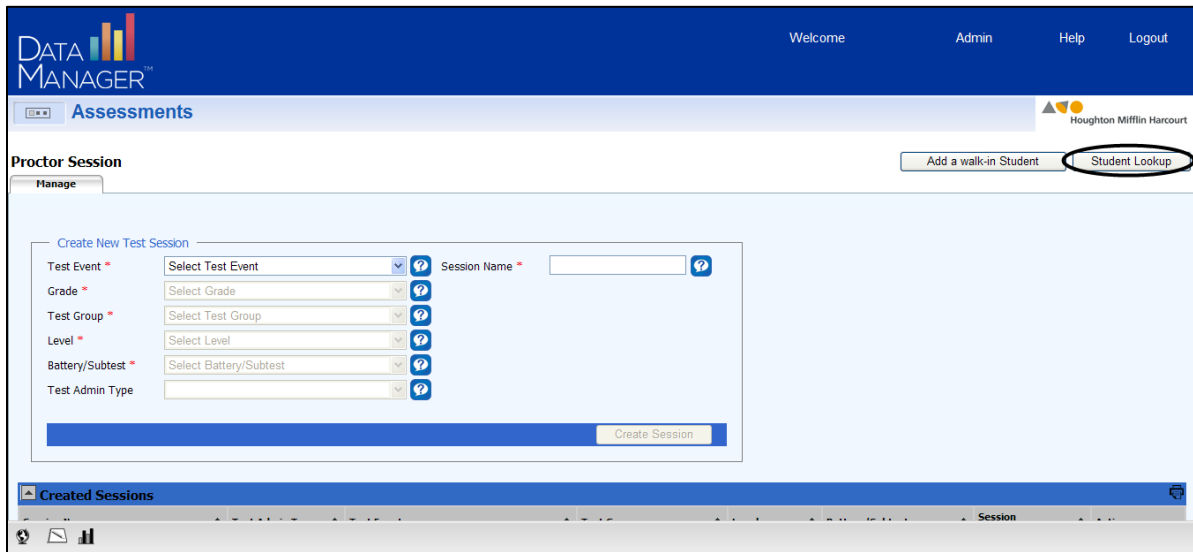 DATA
MANAGER™
Welcome Admin Help Logout
Assessments
Houghton Mifflin Harcourt
Proctor Session
Add a walk-in Student Student Lookup
Manage
Create New Test Session
Test Event * Select Test Event ? Session Name * ?
Grade * Select Grade ?
Test Group * Select Test Group ?
Level * Select Level ?
Battery/Subtest * Select Battery/Subtest ?
Test Admin Type ?
Create Session
Created Sessions
Session